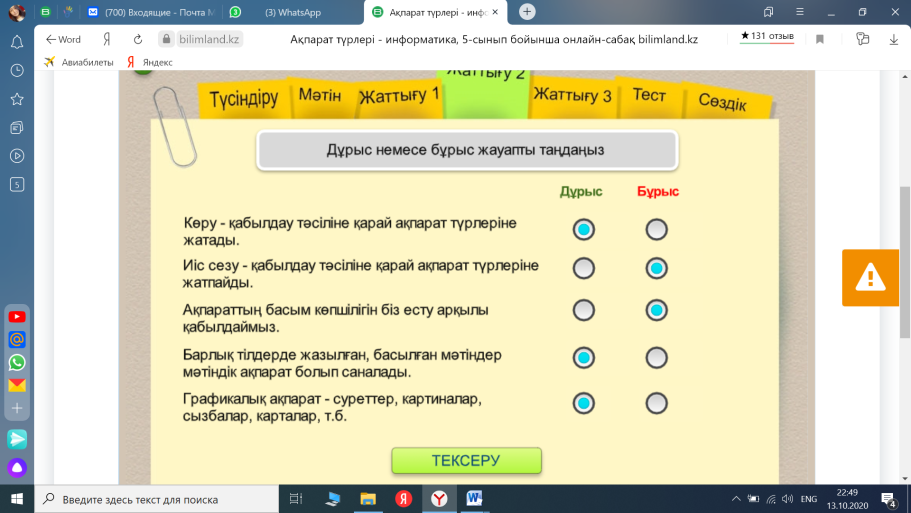 (700) Входящие - Почта M
(3) WhatsApp
Ақпарат түрлері - инфо
Word
bilimland.kz
Ақпарат түрлері - информатика, 5-сынып бойынша онлайн-сабақ bilimland.kz
★131 отзыв
Авиабилеты
Яндекс
5
Түсіндіру
Мәтін
Жаттығу 1
Жаттығу 2
Жаттығу 3
Тест
Сөздік
Дұрыс немесе бұрыс жауапты таңдаңыз
Дұрыс
Бұрыс
Көру - қабылдау тәсіліне қарай ақпарат түрлеріне
жатады.
Иіс сезу - қабылдау тәсіліне қарай ақпарат түрлеріне
жатпайды.
Ақпараттың басым көпшілігін біз есту арқылы
қабылдаймыз.
Барлық тілдерде жазылған, басылған мәтіндер
мәтіндік ақпарат болып саналады.
Графикалық ақпарат - суреттер, картиналар,
сызбалар, карталар, т.б.
ТЕКСЕРУ
Введите здесь текст для поиска
ENG
22:49
13.10.2020
4